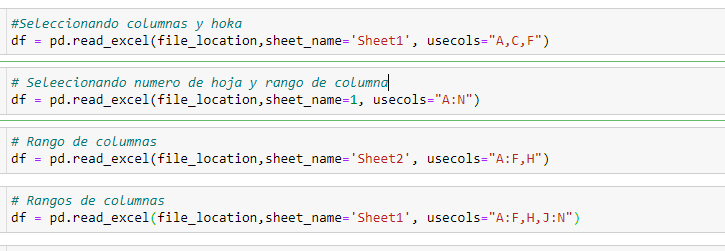 #Seleccionando columnas y hoka
df = pd.read_excel(file_location,sheet_name='Sheet1', usecols="A,C,F")
# Seleecionando numero de hoja y rango de columna
df = pd.read_excel(file_location,sheet_name=1, usecols="A:N")
# Rango de columnas
df = pd.read_excel(file_location,sheet_name='Sheet2', usecols="A:F,H")
# Rangos de columnas
df = pd.read_excel(file_location,sheet_name='Sheet1', usecols="A:F,H,J:N")